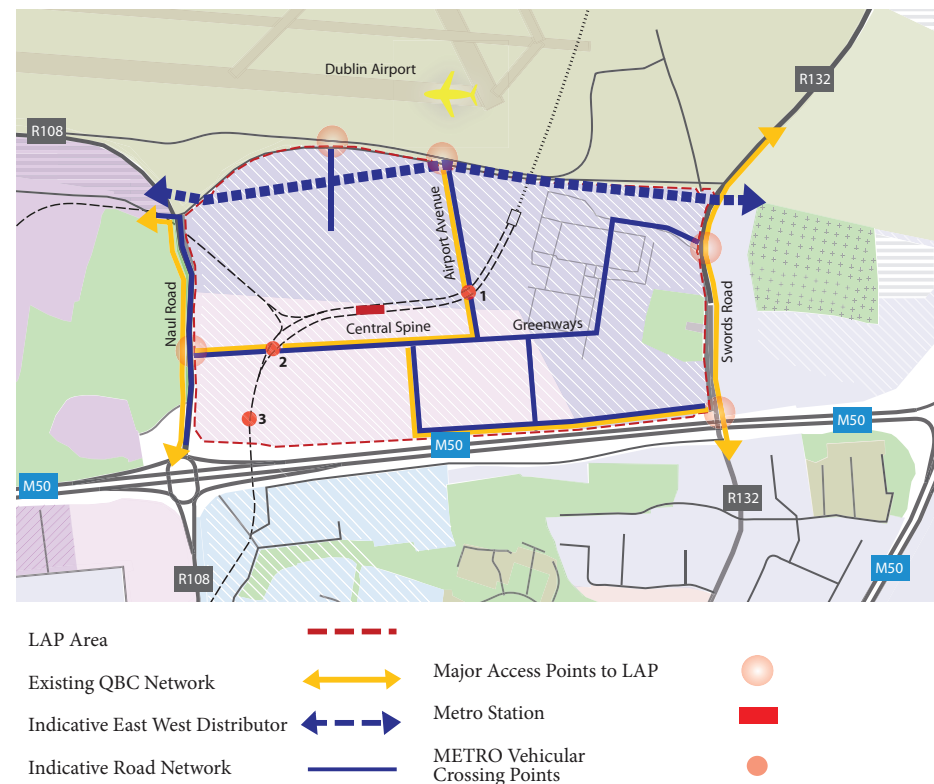 Dublin Airport
R132
R108
Airport Avenue
1
Naul Road
Central Spine
Greenways
Swords Road
2
3
M50
M50
M50
R132
R108
M50
LAP Area
Existing QBC Network
Indicative East West Distributor
Indicative Road Network
Major Access Points to LAP
Metro Station
METRO Vehicular
Crossing Points